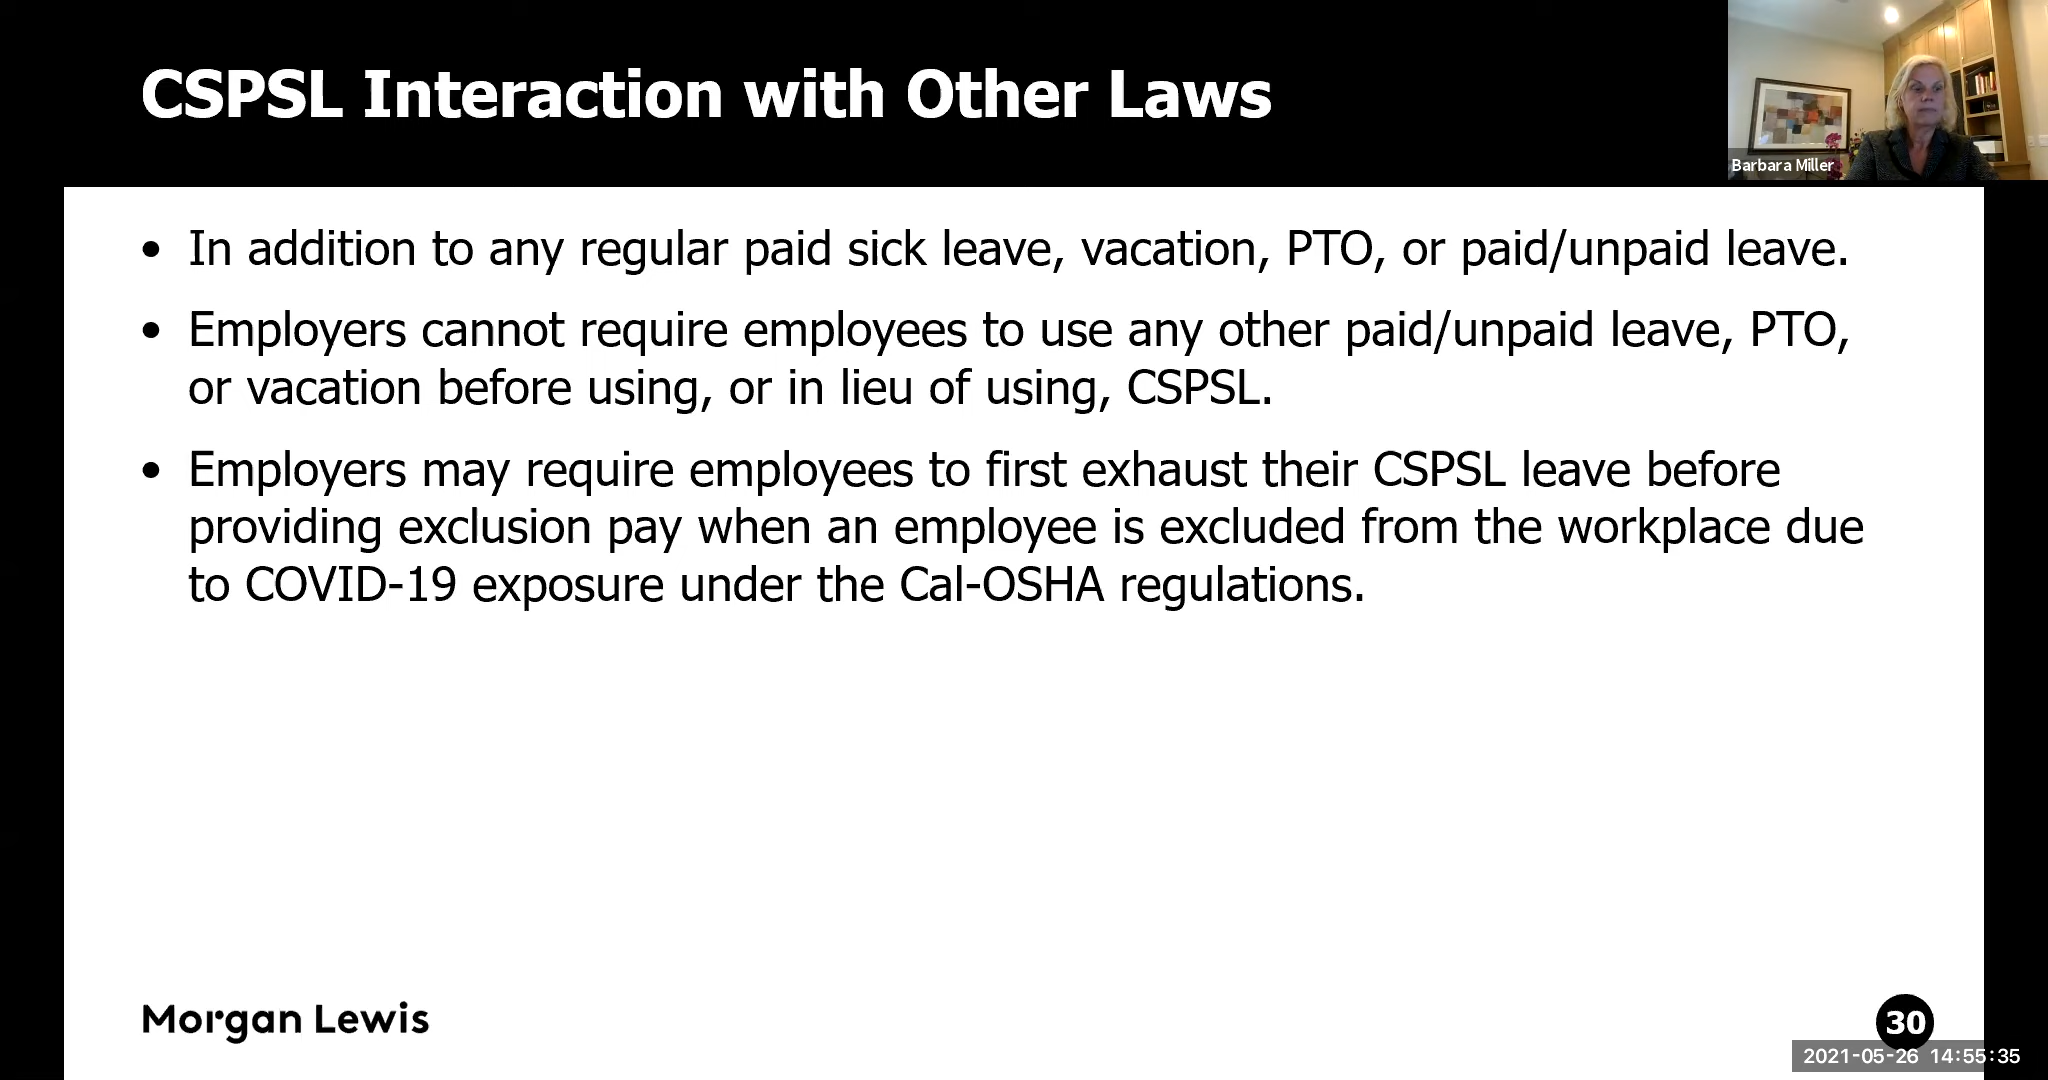 CSPSL Interaction with Other Laws
Barbara Miller
• In addition to any regular paid sick leave, vacation, PTO, or paid/unpaid leave.
• Employers cannot require employees to use any other paid/unpaid leave, PTO,
or vacation before using, or in lieu of using, CSPSL.
• Employers may require employees to first exhaust their CSPSL leave before
providing exclusion pay when an employee is excluded from the workplace due
to COVID-19 exposure under the Cal-OSHA regulations.
Morgan Lewis
30
2021-05-26 14:55:35